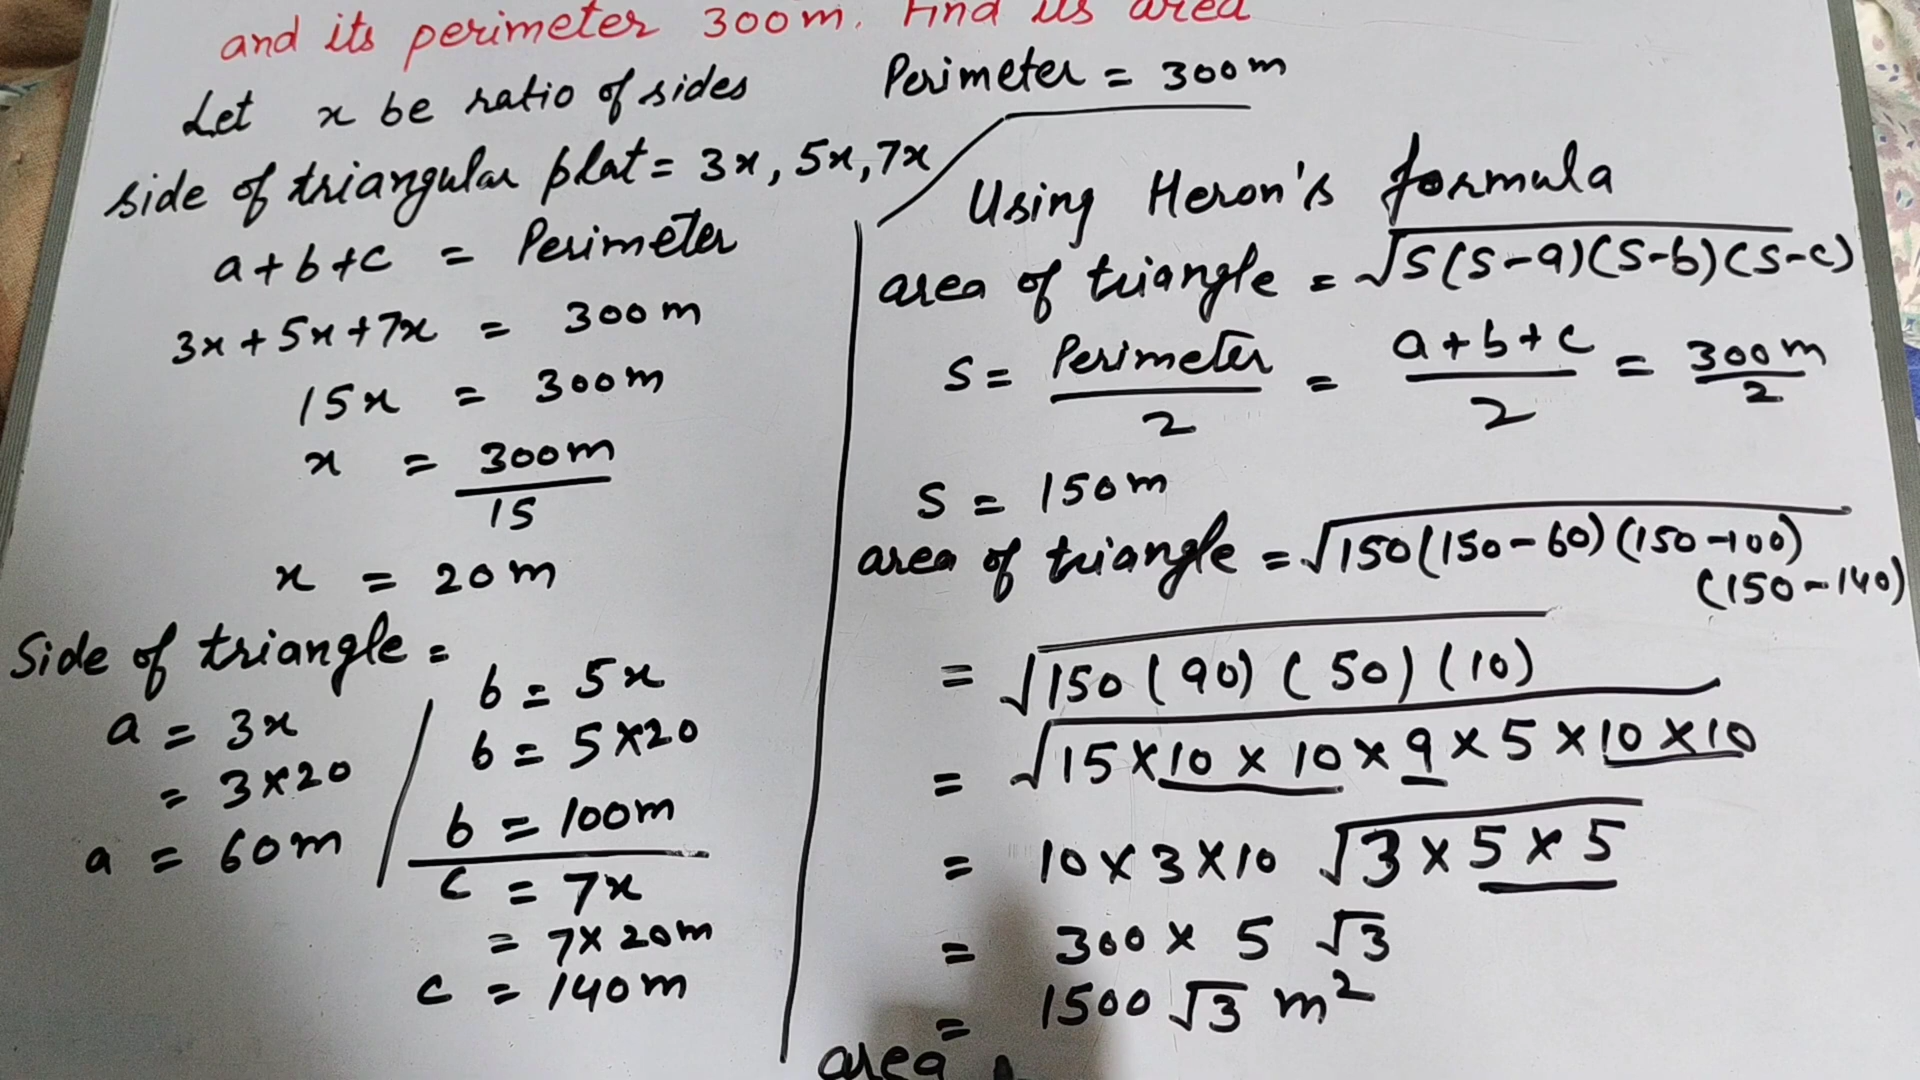 and its perimeter 300m. Find its area
Let x be ratio of sides
side of triangular plat = 3x, 5x, 7x
a + b + c = Perimeter
3x + 5x + 7x = 300m
15x = 300m
x = 300m
15
x = 20m
Side of triangle =
a = 3x
= 3×20
a = 60m
b = 5x
b = 5×20
b = 100m
c = 7x
= 7×20m
c = 140m
Perimeter = 300m
Using Heron's formula
area of triangle = √S(S-a)(S-b)(S-c)
S = Perimeter/2 = a+b+c/2 = 300m/2
S = 150m
area of triangle = √150(150-60)(150-100)
(150-140)
= √150(90)(50)(10)
= √15×10×10×9×5×10×10
= 10×3×10 √3×5×5
= 300×5 √3
= 1500 √3 m²
area